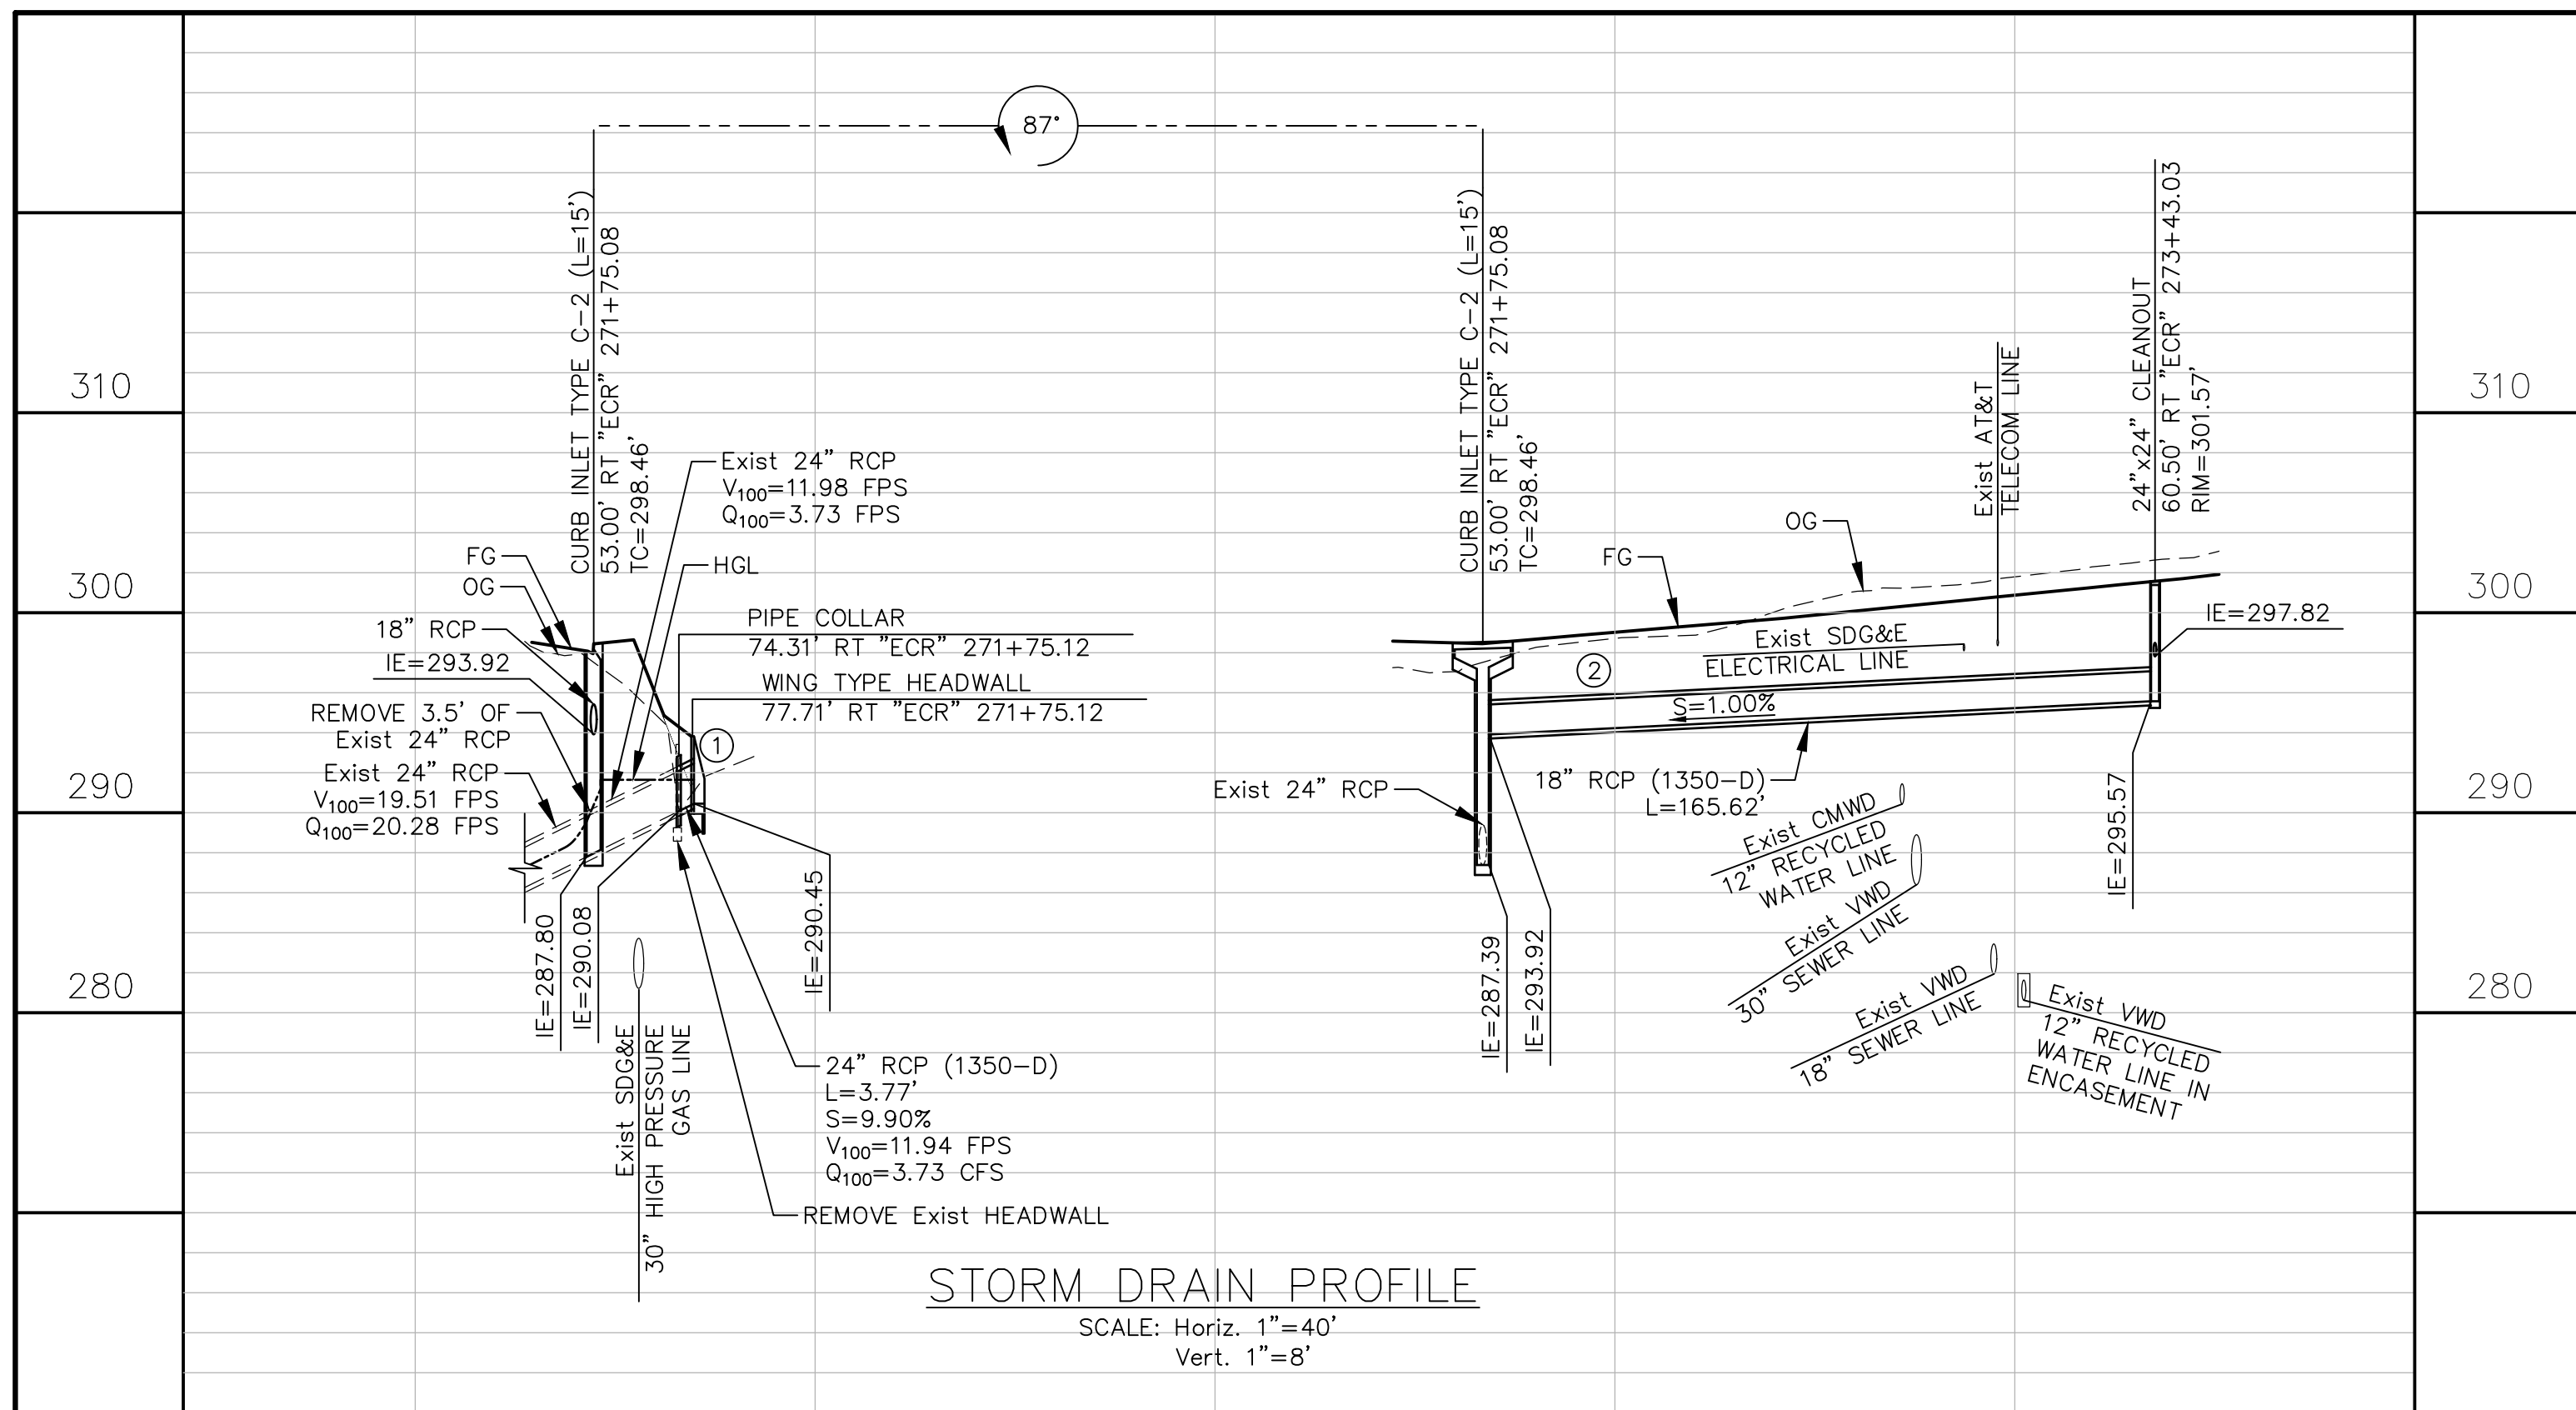 87°
CURB INLET TYPE C-2 (L=15')
53.00' RT "ECR" 271+75.08
TC=298.46'
CURB INLET TYPE C-2 (L=15')
53.00' RT "ECR" 271+75.08
TC=298.46'
24"x24" CLEANOUT
60.50' RT "ECR" 273+43.03
RIM=301.57'
Exist AT&T
TELECOM LINE
310
310
300
300
290
290
280
280
Exist 24" RCP
V100=11.98 FPS
Q100=3.73 FPS
HGL
FG
OG
18" RCP
IE=293.92
REMOVE 3.5' OF
Exist 24" RCP
Exist 24" RCP
V100=19.51 FPS
Q100=20.28 FPS
PIPE COLLAR
74.31' RT "ECR" 271+75.12
WING TYPE HEADWALL
77.71' RT "ECR" 271+75.12
1
IE=287.80
IE=290.08
IE=290.45
Exist SDG&E
30" HIGH PRESSURE
GAS LINE
24" RCP (1350-D)
L=3.77'
S=9.90%
V100=11.94 FPS
Q100=3.73 CFS
REMOVE Exist HEADWALL
OG
FG
2
Exist SDG&E
ELECTRICAL LINE
S=1.00%
IE=297.82
Exist 24" RCP
18" RCP (1350-D)
L=165.62'
IE=287.39
IE=293.92
IE=295.57
Exist CMWD
12" RECYCLED
WATER LINE
Exist VWD
30" SEWER LINE
Exist VWD
18" SEWER LINE
Exist VWD
12" RECYCLED
WATER LINE IN
ENCASEMENT
STORM DRAIN PROFILE
SCALE: Horiz. 1"=40'
Vert. 1"=8'